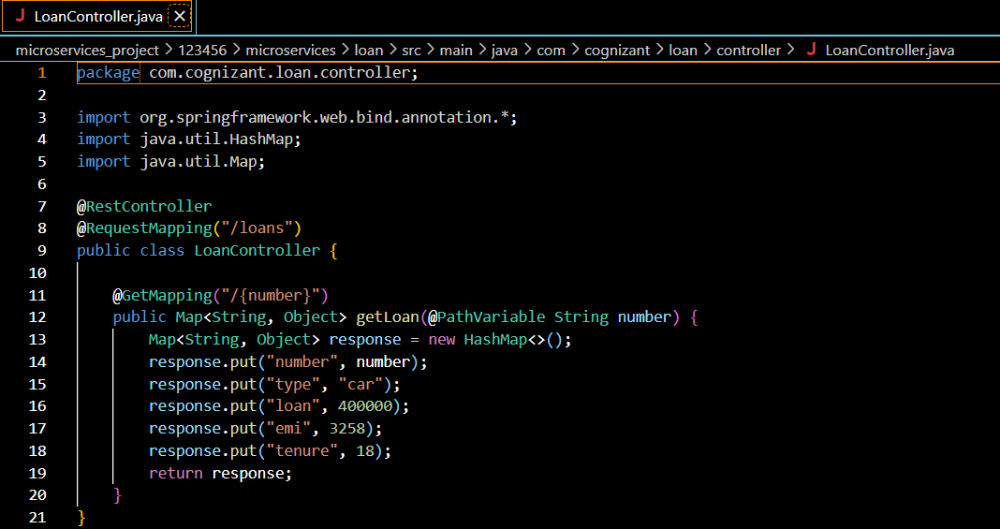 J LoanController.java ×
microservices_project > 123456 > microservices > loan > src > main > java > com > cognizant > loan > controller > J LoanController.java
1 package com.cognizant.loan.controller;
2
3 import org.springframework.web.bind.annotation.*;
4 import java.util.HashMap;
5 import java.util.Map;
6
7 @RestController
8 @RequestMapping("/loans")
9 public class LoanController {
10
11     @GetMapping("/{number}")
12     public Map<String, Object> getLoan(@PathVariable String number) {
13         Map<String, Object> response = new HashMap<>();
14         response.put("number", number);
15         response.put("type", "car");
16         response.put("loan", 400000);
17         response.put("emi", 3258);
18         response.put("tenure", 18);
19         return response;
20     }
21 }